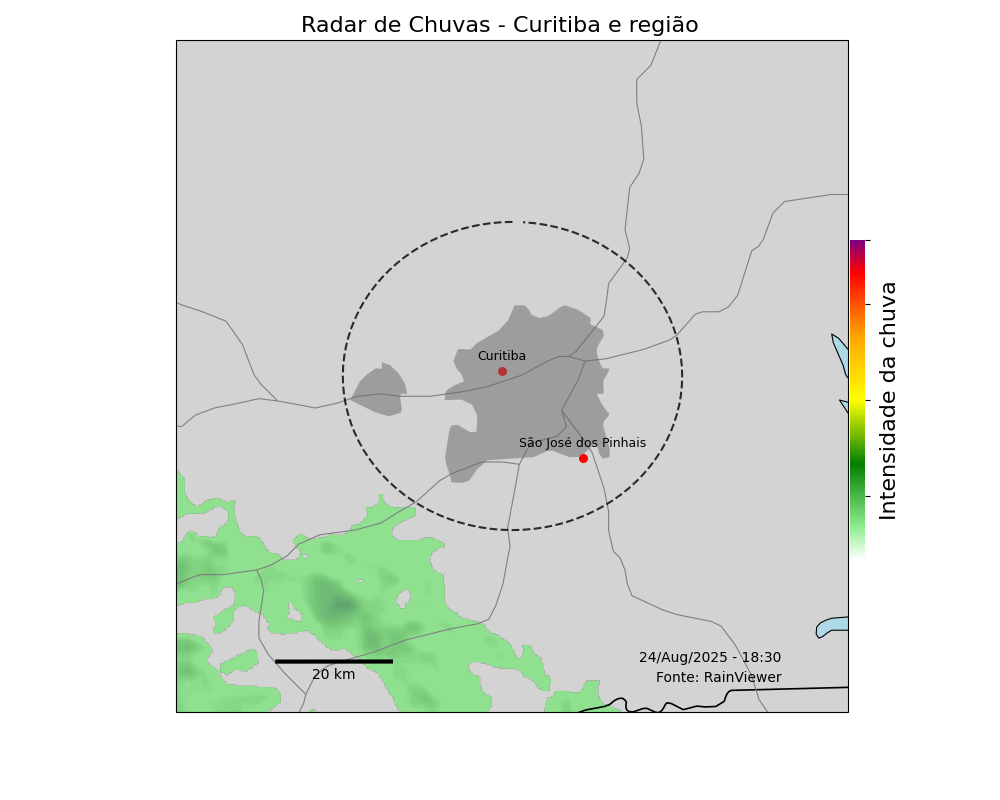 Radar de Chuvas - Curitiba e região
Curitiba
São José dos Pinhais
Intensidade da chuva
24/Aug/2025 - 18:30
20 km
Fonte: RainViewer